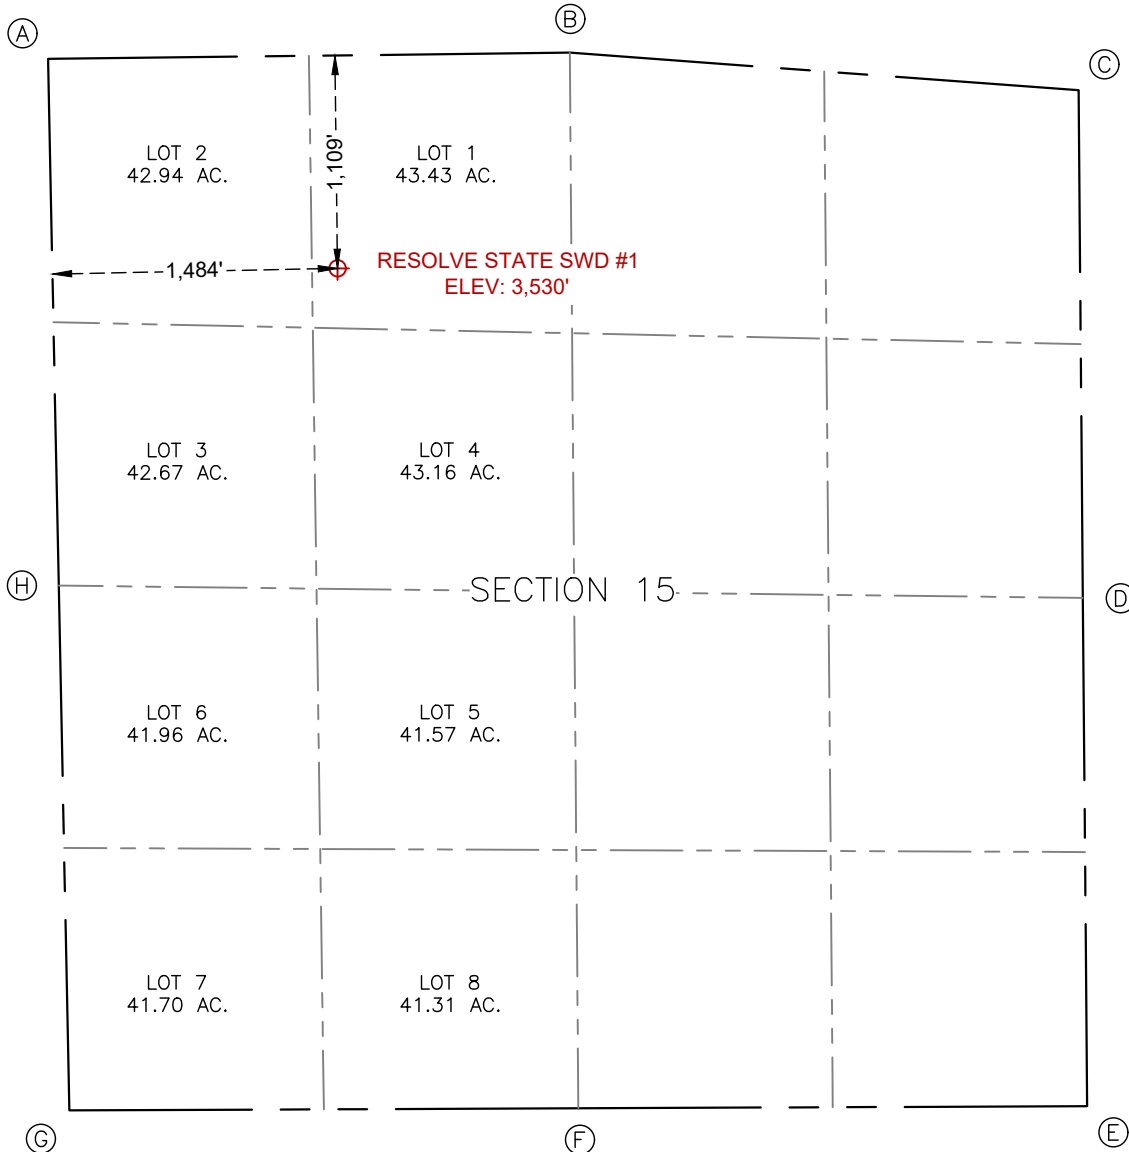 A
B
C
LOT 2
42.94 AC.
1,109'
LOT 1
43.43 AC.
1,484'
RESOLVE STATE SWD #1
ELEV: 3,530'
LOT 3
42.67 AC.
LOT 4
43.16 AC.
H
SECTION 15
D
LOT 6
41.96 AC.
LOT 5
41.57 AC.
LOT 7
41.70 AC.
LOT 8
41.31 AC.
G
F
E